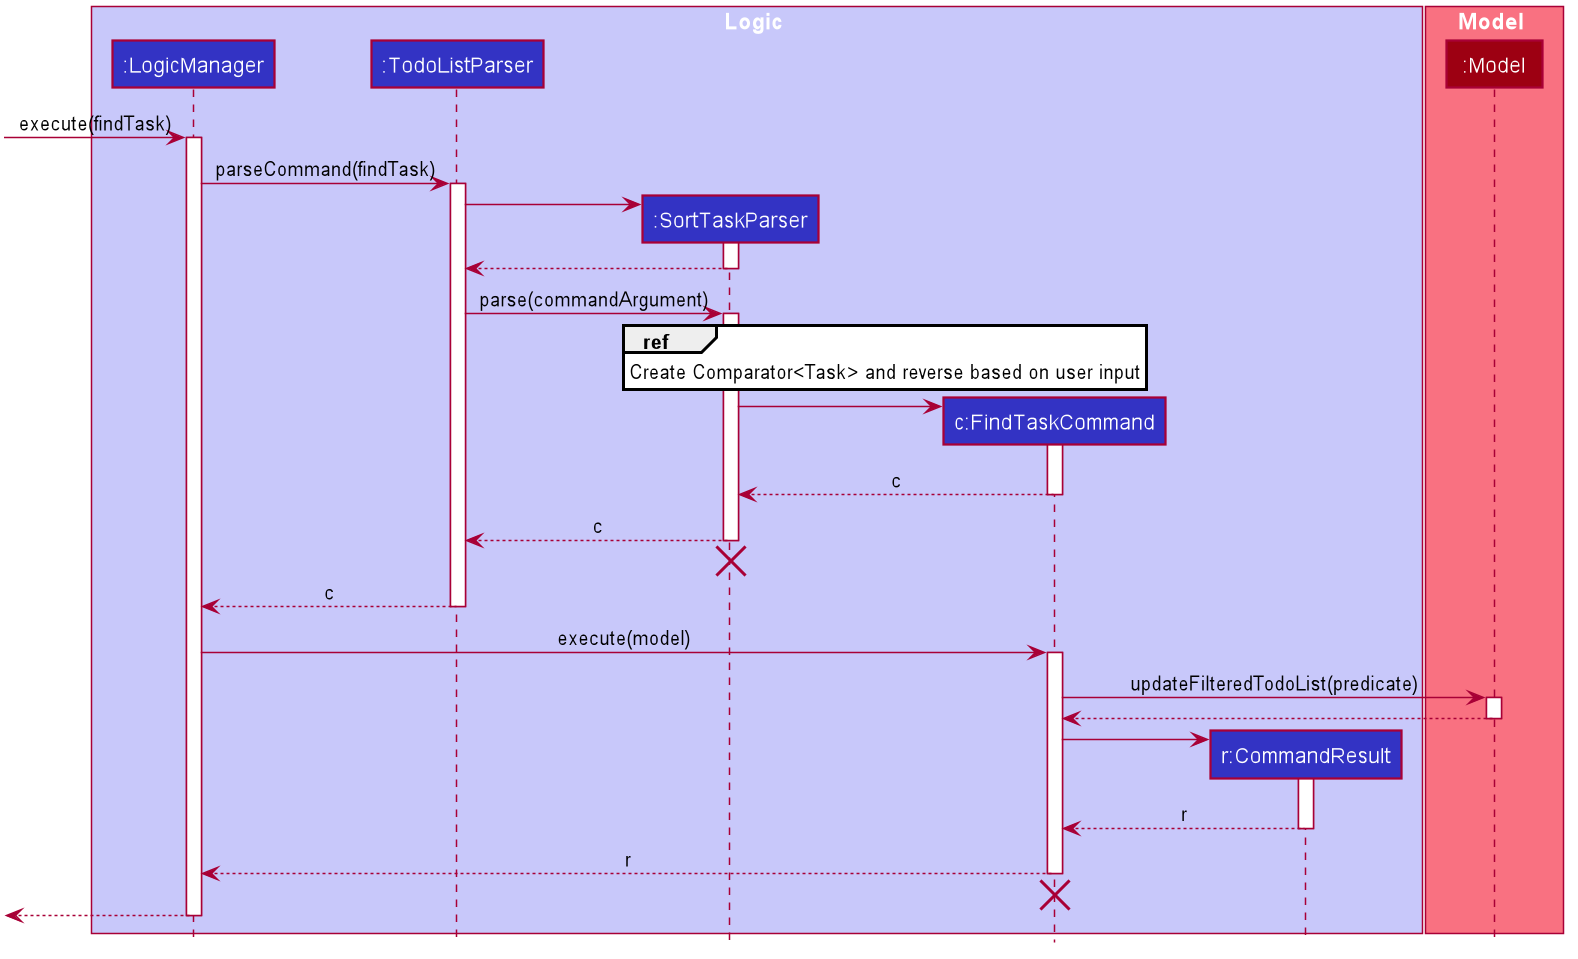 Logic
Model
:LogicManager
:TodoListParser
:Model
execute(findTask)
parseCommand(findTask)
:SortTaskParser
parse(commandArgument)
ref
Create Comparator<Task> and reverse based on user input
c:FindTaskCommand
c
c
c
execute(model)
updateFilteredTodoList(predicate)
r:CommandResult
r
r